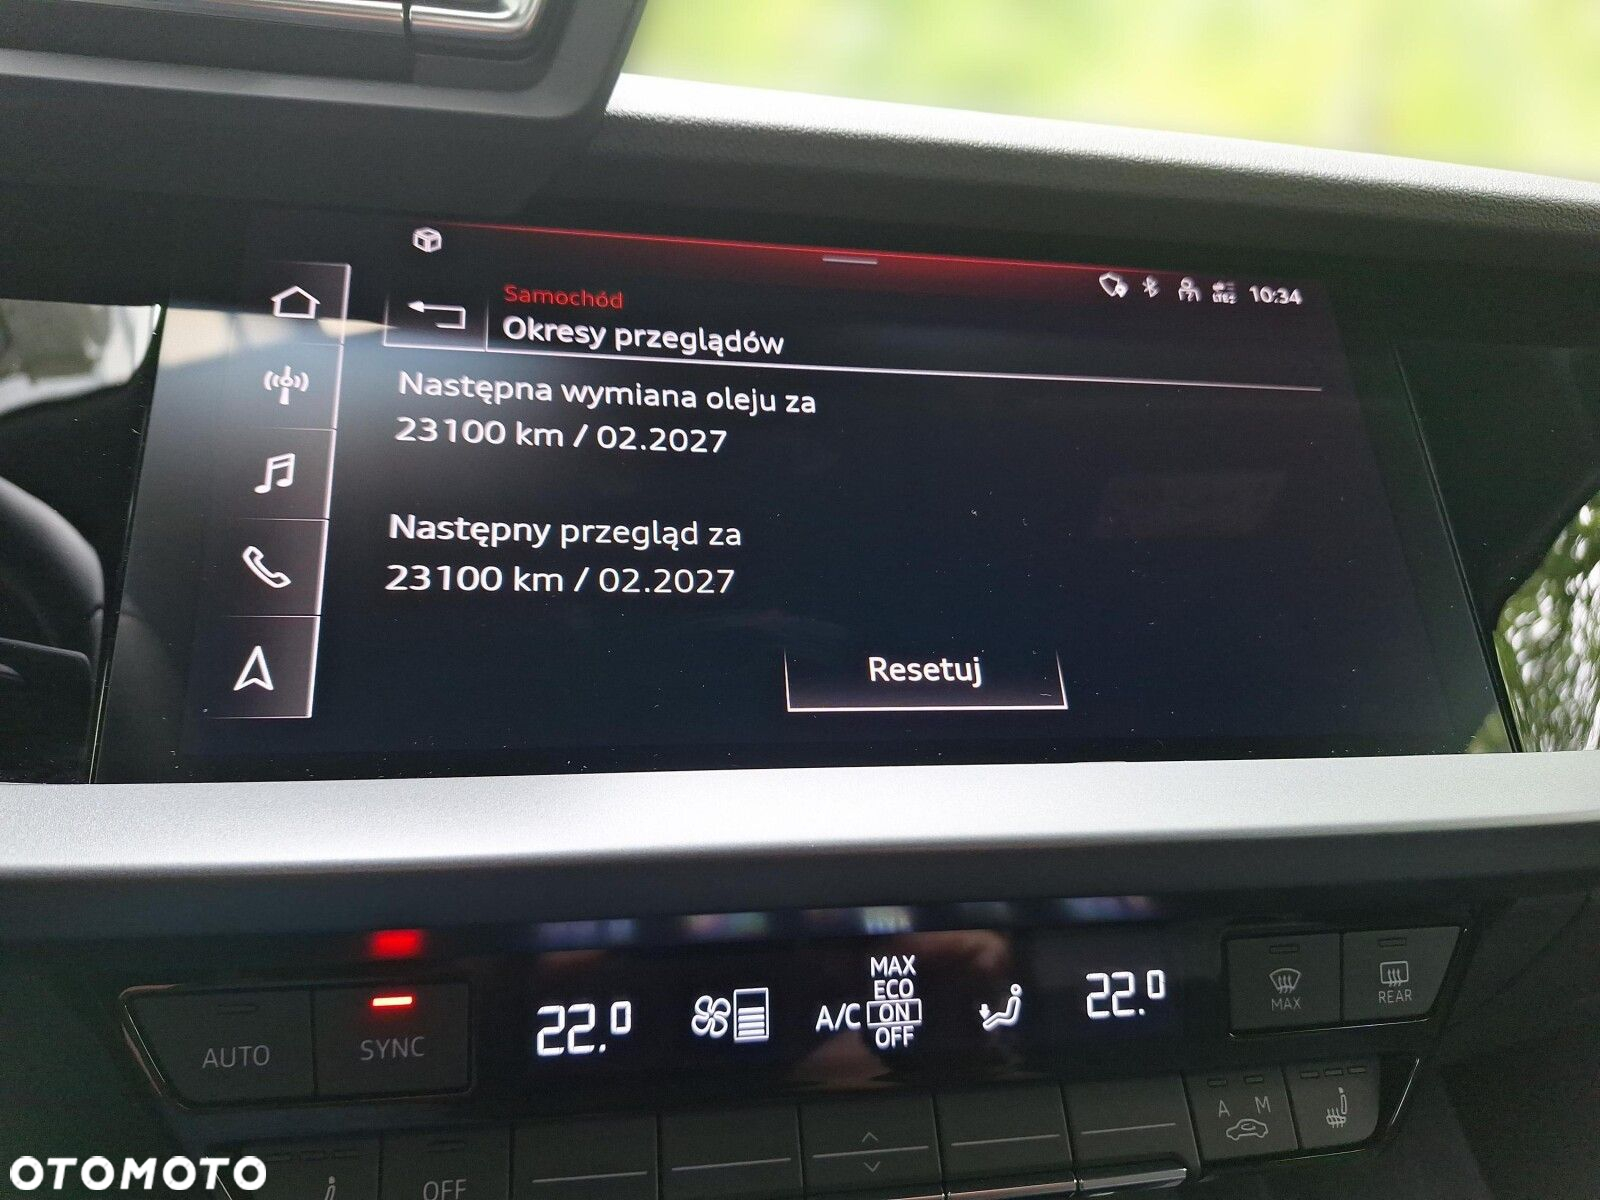 10:34
Samochód
Okresy przeglądów
Następna wymiana oleju za
23100 km / 02.2027
Następny przegląd za
23100 km / 02.2027
Resetuj
AUTO
SYNC
22.0
A/C
MAX
ECO
ON
OFF
22.0
MAX
REAR
A M
OFF
OTOMOTO